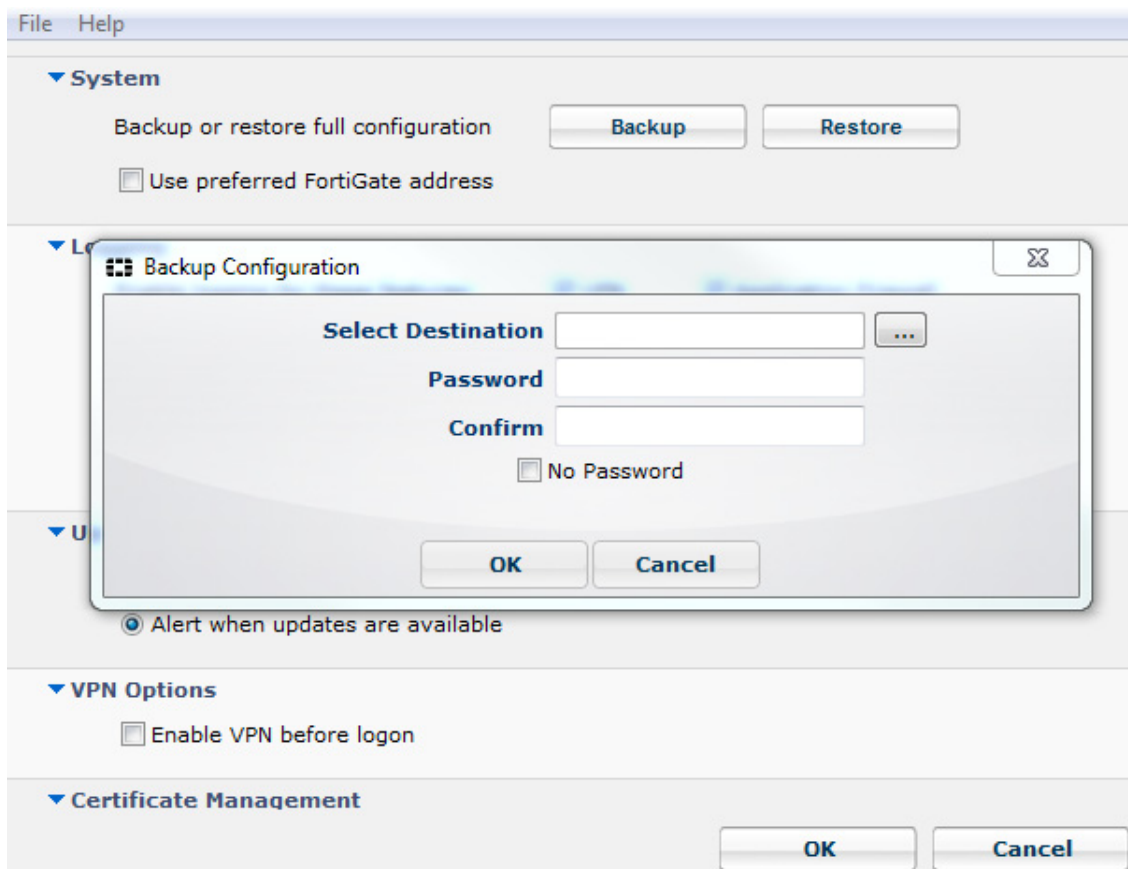 File Help
System
Backup or restore full configuration Backup Restore
Use preferred FortiGate address
Backup Configuration
Select Destination ...
Password
Confirm
No Password
OK Cancel
Alert when updates are available
VPN Options
Enable VPN before logon
Certificate Management
OK Cancel